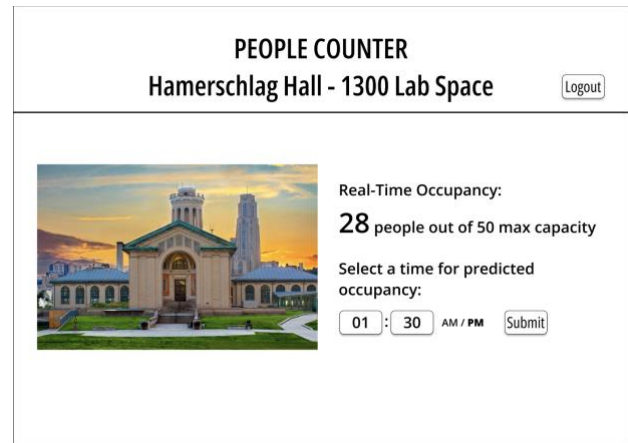 PEOPLE COUNTER
Hamerschlag Hall - 1300 Lab Space
Logout
Real-Time Occupancy:
28 people out of 50 max capacity
Select a time for predicted
occupancy:
01 : 30 AM / PM Submit